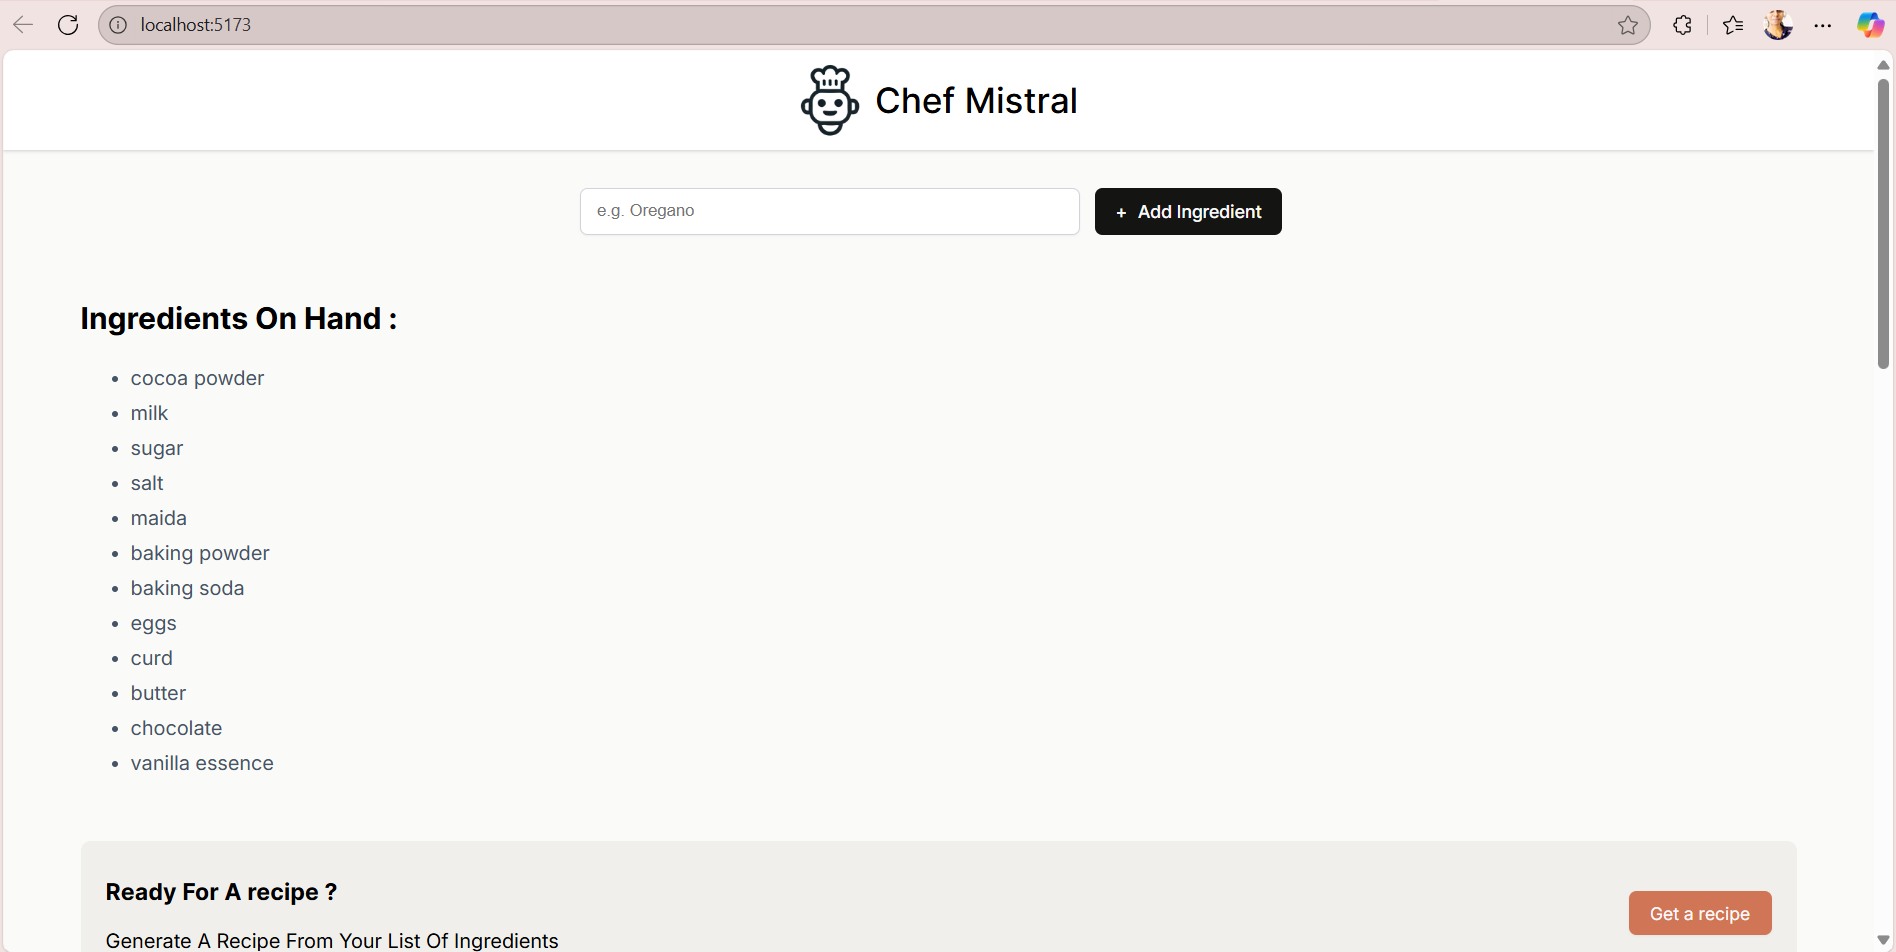 localhost:5173
Chef Mistral
e.g. Oregano
+ Add Ingredient
Ingredients On Hand :
• cocoa powder
• milk
• sugar
• salt
• maida
• baking powder
• baking soda
• eggs
• curd
• butter
• chocolate
• vanilla essence
Ready For A recipe ?
Get a recipe
Generate A Recipe From Your List Of Ingredients